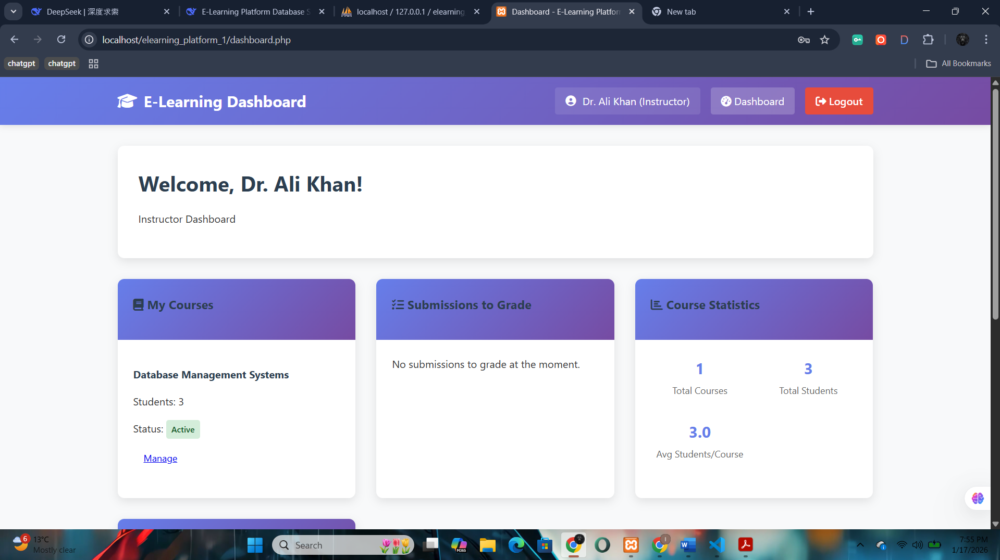 DeepSeek | 深度求索
E-Learning Platform Database S
localhost / 127.0.0.1 / elearning
Dashboard - E-Learning Platfor
New tab
localhost/elearning_platform_1/dashboard.php
chatgpt
chatgpt
All Bookmarks
E-Learning Dashboard
Dr. Ali Khan (Instructor)
Dashboard
Logout
Welcome, Dr. Ali Khan!
Instructor Dashboard
My Courses
Database Management Systems
Students: 3
Status: Active
Manage
Submissions to Grade
No submissions to grade at the moment.
Course Statistics
1
Total Courses
3
Total Students
3.0
Avg Students/Course
6
13°C
Mostly clear
Search
M365
7:55 PM
1/17/2026